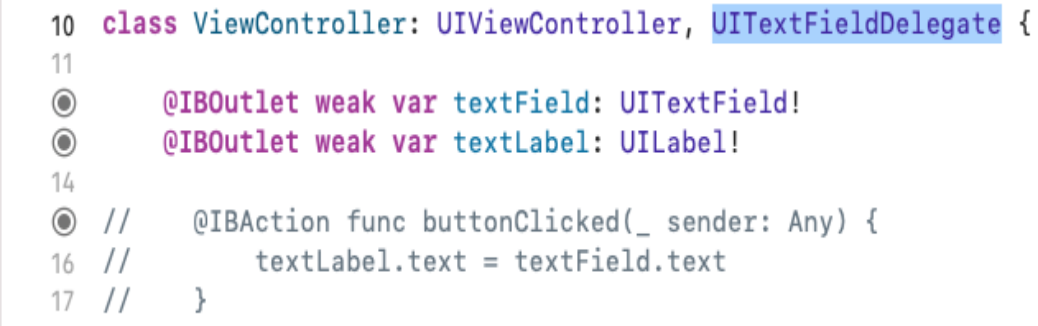 10 class ViewController: UIViewController, UITextFieldDelegate {
11
@IBOutlet weak var textField: UITextField!
@IBOutlet weak var textLabel: UILabel!
14
// @IBAction func buttonClicked(_ sender: Any) {
16 // textLabel.text = textField.text
17 // }